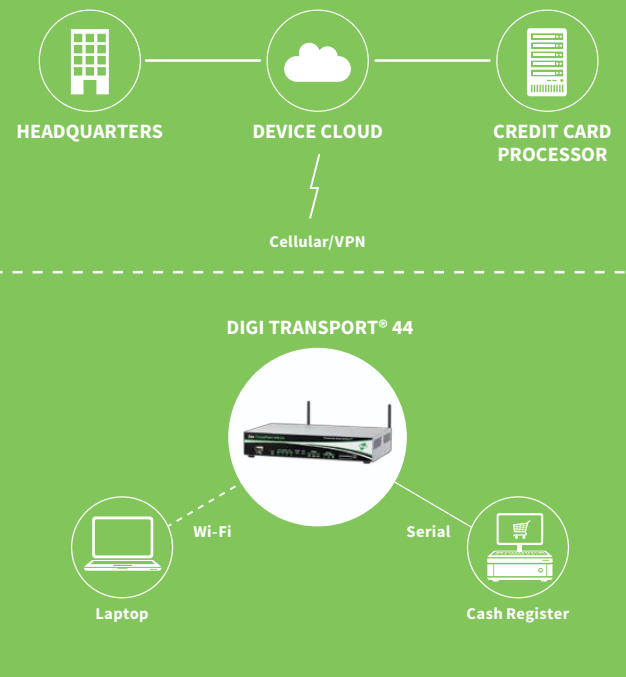 HEADQUARTERS
DEVICE CLOUD
CREDIT CARD
PROCESSOR
Cellular/VPN
DIGI TRANSPORT® 44
Wi-Fi
Serial
Laptop
Cash Register